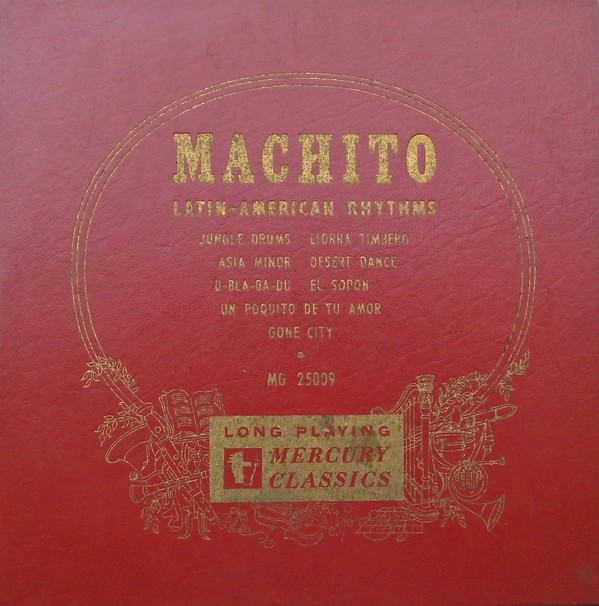 MACHITO
LATIN-AMERICAN RHYTHMS
JUNGLE DRUMS LIORRA TIMBERO
ASIA MINOR DESERT DANCE
U-BLA-BA-DU EL SOPON
UN POQUITO DE TU AMOR
GONE CITY
MG 25009
LONG PLAYING
MERCURY
CLASSICS